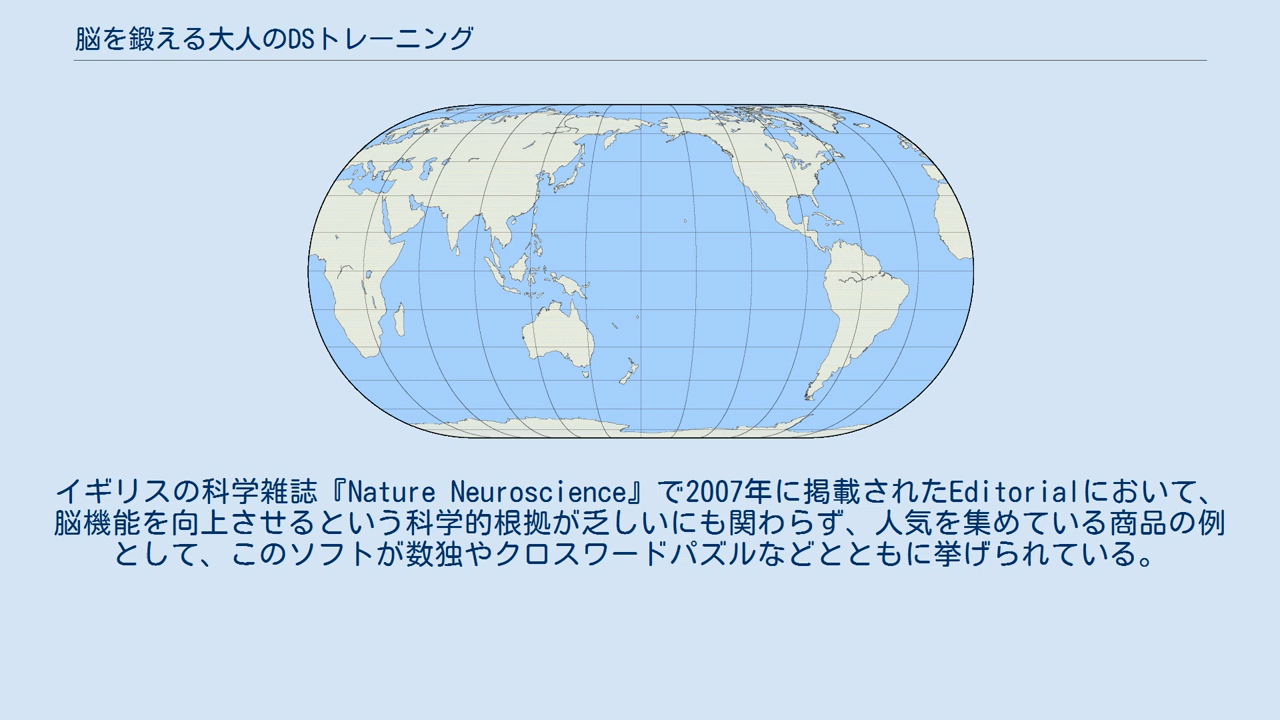 脳を鍛える大人のDSトレーニング
イギリスの科学雑誌『Nature Neuroscience』で2007年に掲載されたEditorialにおいて、
脳機能を向上させるという科学的根拠が乏しいにも関わらず、人気を集めている商品の例
として、このソフトが数独やクロスワードパズルなどとともに挙げられている。